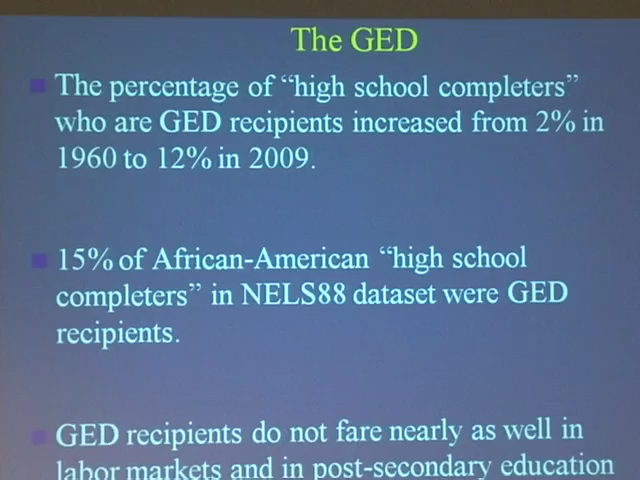 The GED
The percentage of “high school completers”
who are GED recipients increased from 2% in
1960 to 12% in 2009.
15% of African-American “high school
completers” in NELS88 dataset were GED
recipients.
GED recipients do not fare nearly as well in
labor markets and in post-secondary education